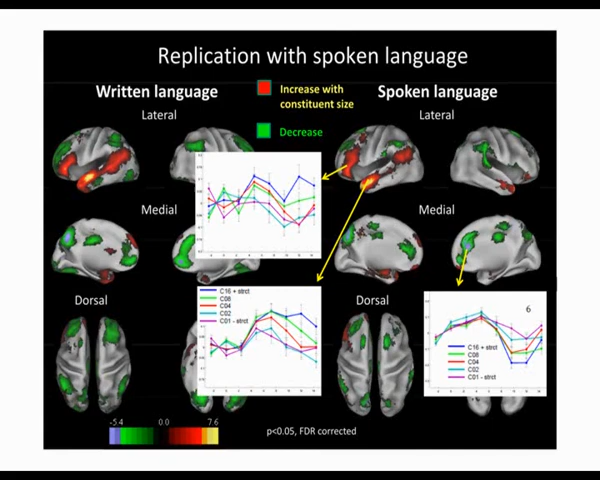 Replication with spoken language
Written language
Increase with
constituent size
Decrease
Spoken language
Lateral
Lateral
Medial
Medial
Dorsal
Dorsal
C16 + strct
C08
C04
C02
C01 - strct
6
C16 + strct
C08
C04
C02
C01 - strct
-5.4
0.0
7.6
p<0.05, FDR corrected